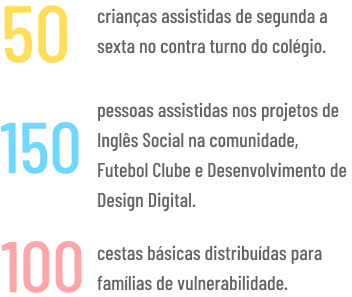 50
crianças assistidas de segunda a
sexta no contra turno do colégio.
150
pessoas assistidas nos projetos de
Inglês Social na comunidade,
Futebol Clube e Desenvolvimento de
Design Digital.
100
cestas básicas distribuídas para
famílias de vulnerabilidade.